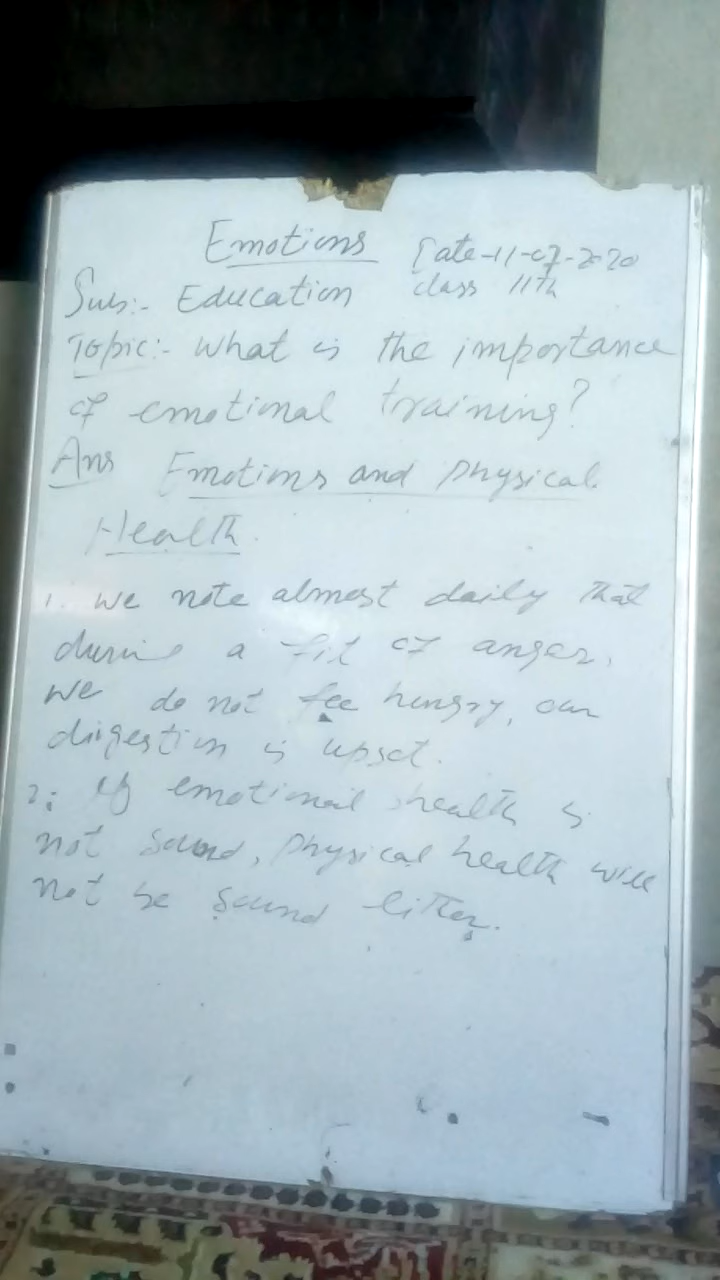 Emotions
Date-11-07-2020
Sub:- Education
class 11th
Topic:- What is the importance
of emotional training?
Ans Emotions and Physical
Health.
1. we note almost daily that
during a fit of anger,
we do not fee hungry, our
digestion is upset.
2: If emotional health is
not sound, physical health will
not be sound either.